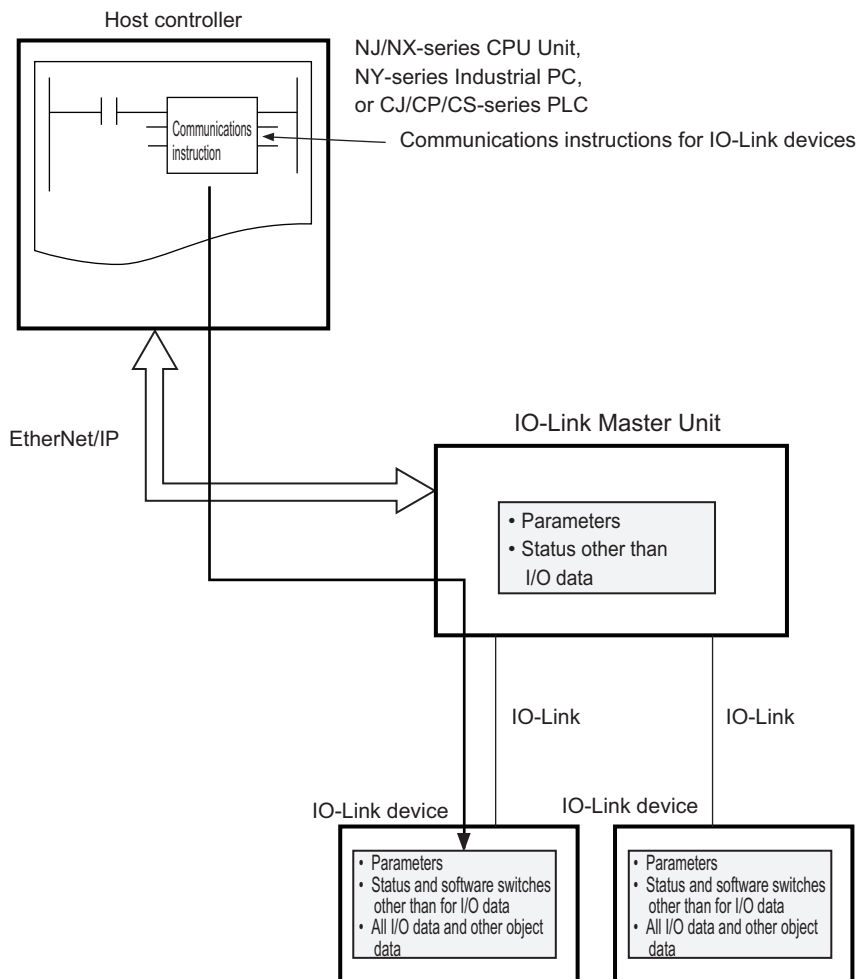 Host controller
NJ/NX-series CPU Unit,
NY-series Industrial PC,
or CJ/CP/CS-series PLC
Communications
instruction
Communications instructions for IO-Link devices
EtherNet/IP
IO-Link Master Unit
• Parameters
• Status other than
I/O data
IO-Link
IO-Link
IO-Link device
• Parameters
• Status and software switches
other than for I/O data
• All I/O data and other object
data
IO-Link device
• Parameters
• Status and software switches
other than for I/O data
• All I/O data and other object
data